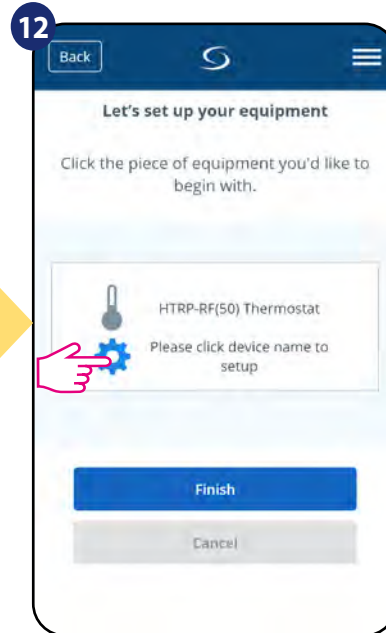 12
Back
Let's set up your equipment
Click the piece of equipment you'd like to
begin with.
HTRP-RF(50) Thermostat
Please click device name to
setup
Finish
Cancel